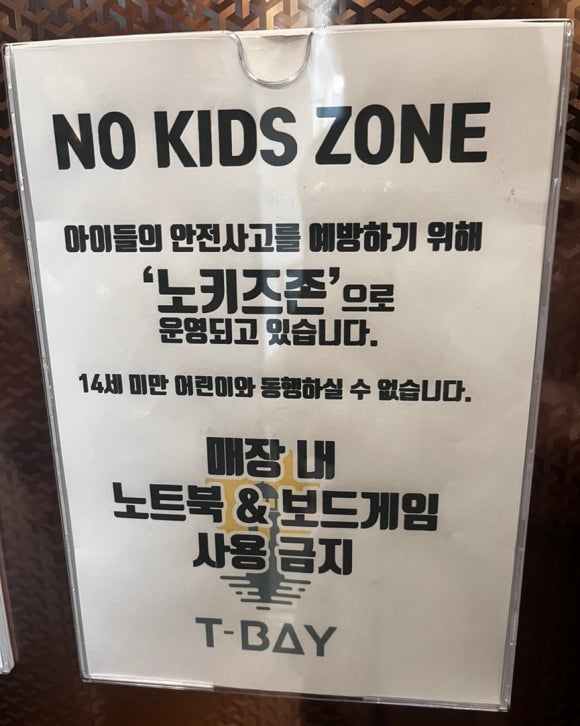 NO KIDS ZONE
아이들의 안전사고를 예방하기 위해
‘노키즈존’으로
운영되고 있습니다.
14세 미만 어린이와 동행하실 수 없습니다.
매장 내
노트북 & 보드게임
사용 금지
T-BAY